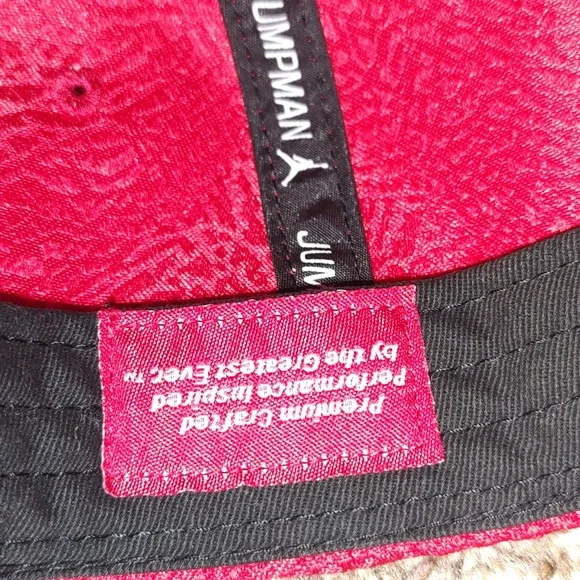 JUMPMAN
JUM
Premium Crafted
Performance Inspired
by the Greatest Ever.™